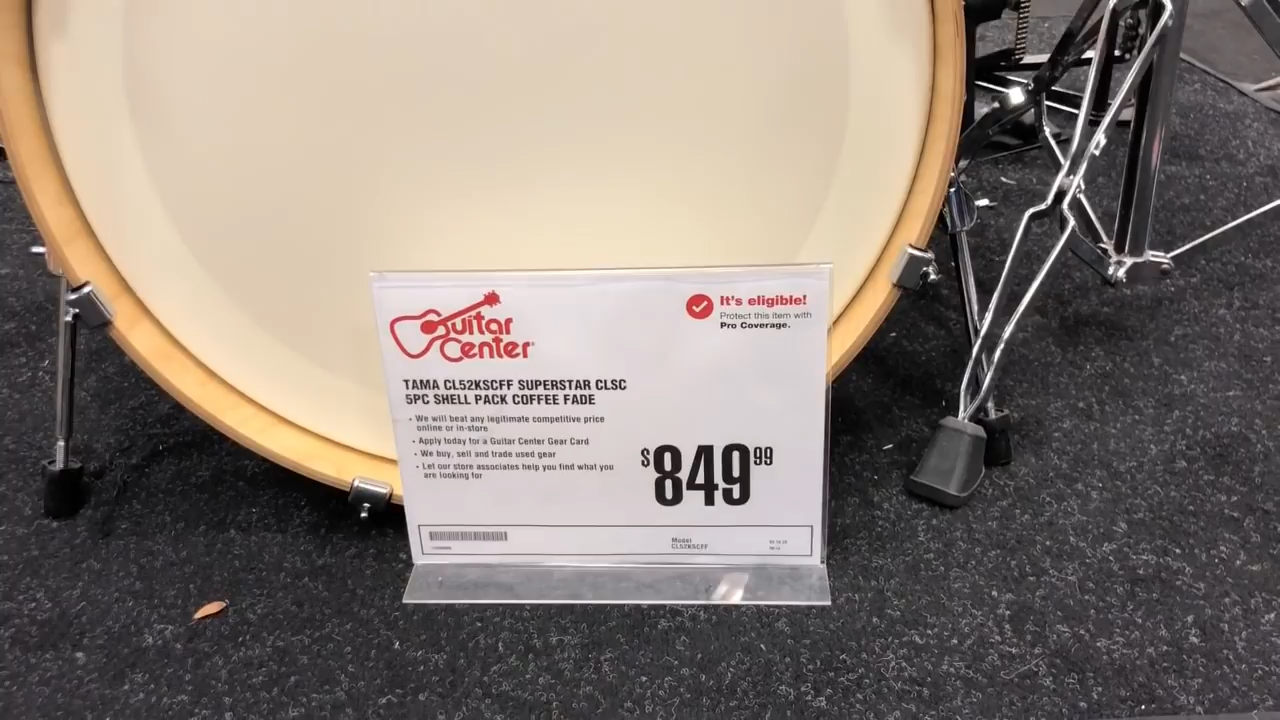 Guitar
Center
It's eligible!
Protect this item with
Pro Coverage.
TAMA CL52KSCFF SUPERSTAR CLSC
5PC SHELL PACK COFFEE FADE
• We will beat any legitimate competitive price
online or in-store
• Apply today for a Guitar Center Gear Card
• We buy, sell and trade used gear
• Let our store associates help you find what you
are looking for
$84999
Model
CL52KSCFF